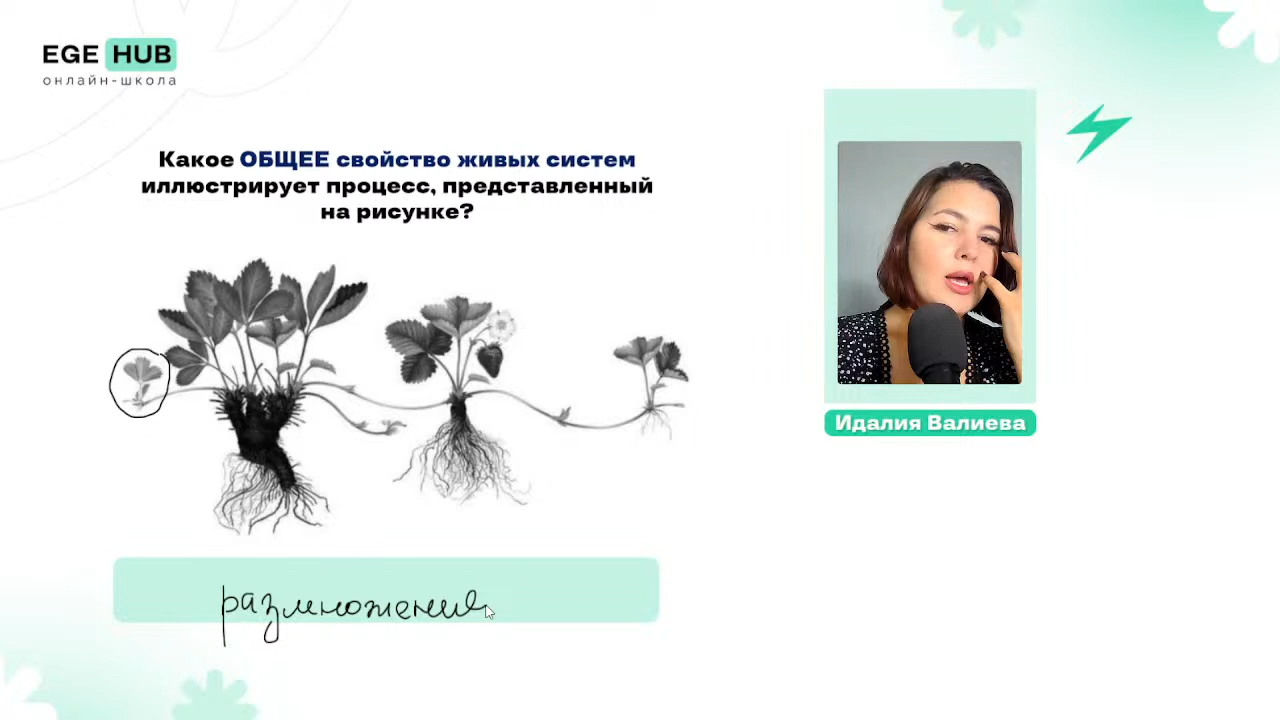 EGE HUB
онлайн-школа
Какое ОБЩЕЕ свойство живых систем
иллюстрирует процесс, представленный
на рисунке?
Идалия Валиева
размножение